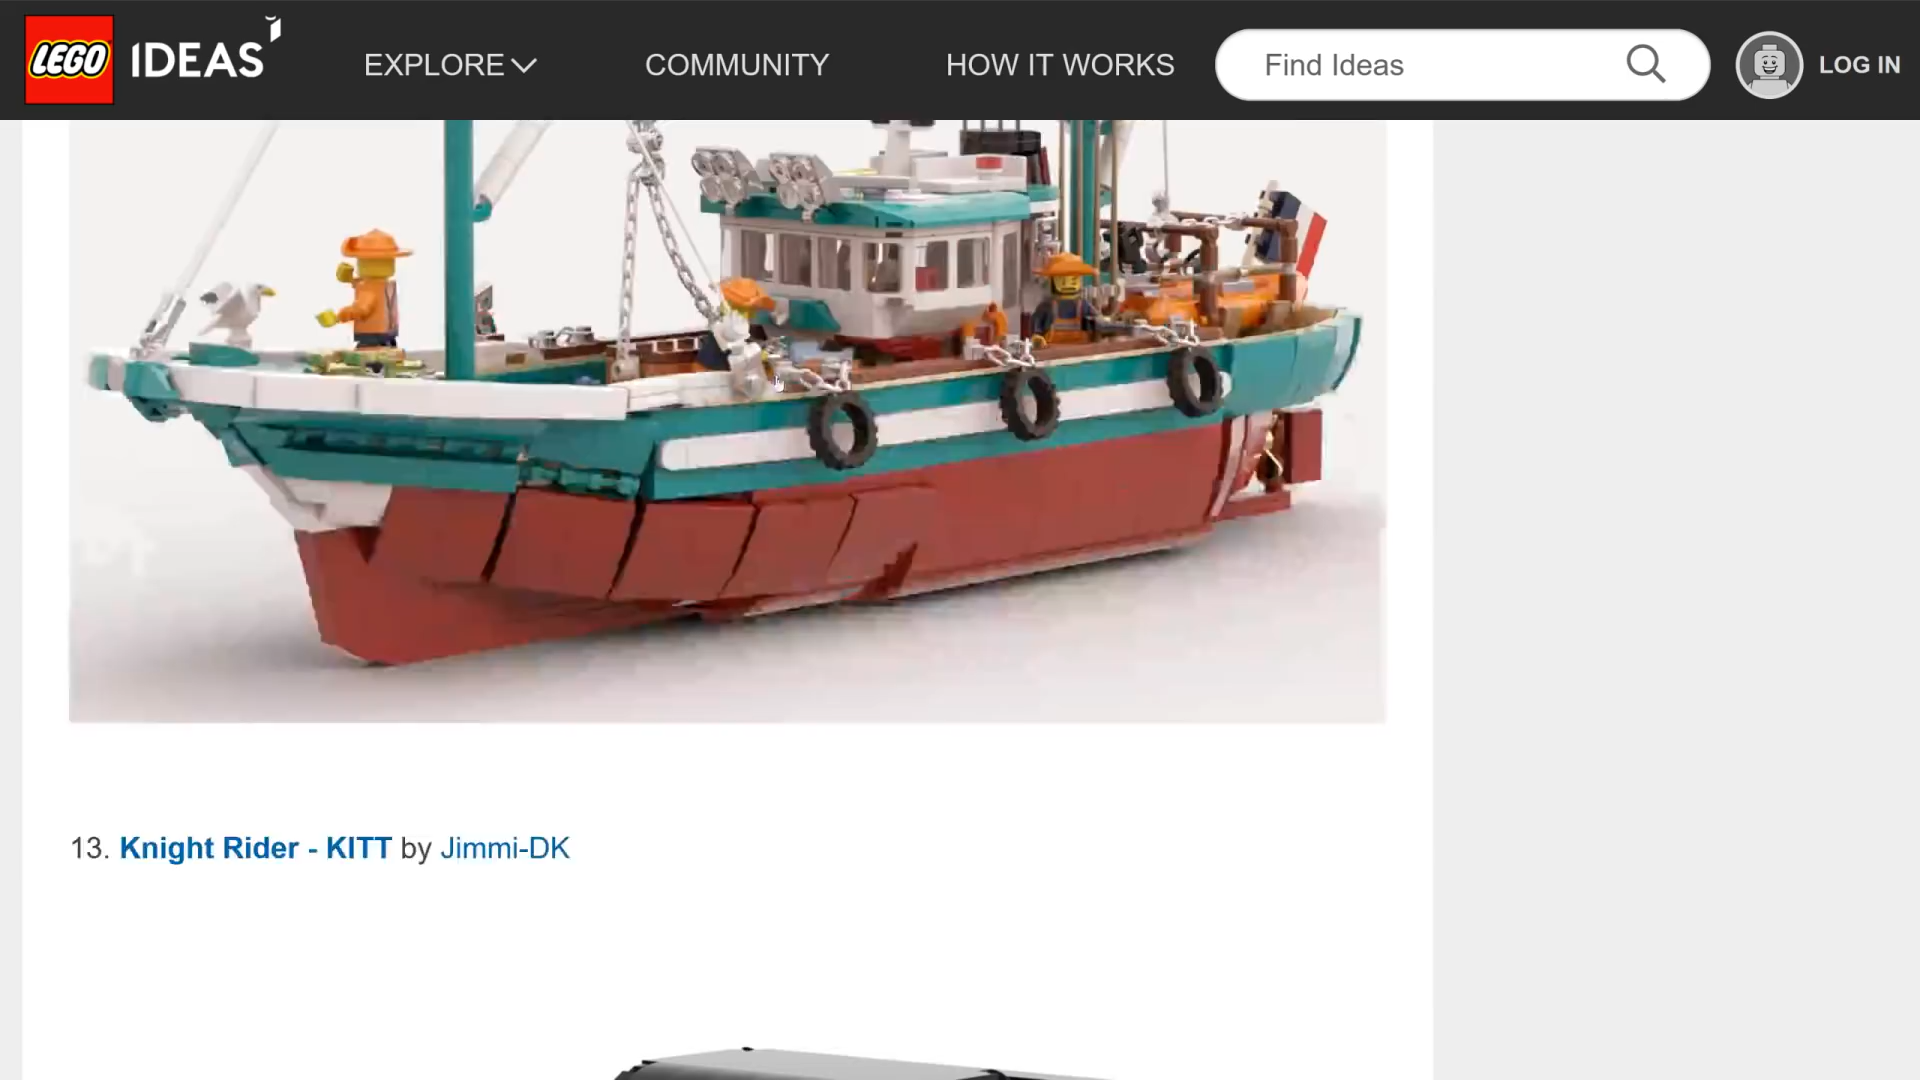 LEGO IDEAS
EXPLORE
COMMUNITY
HOW IT WORKS
Find Ideas
LOG IN
13. Knight Rider - KITT by Jimmi-DK